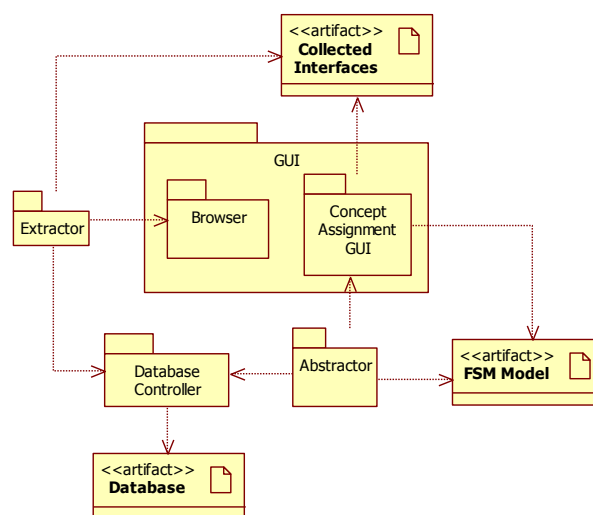 <<artifact>>
Collected
Interfaces
GUI
Browser
Concept
Assignment
GUI
Extractor
Database
Controller
Abstractor
<<artifact>>
FSM Model
<<artifact>>
Database